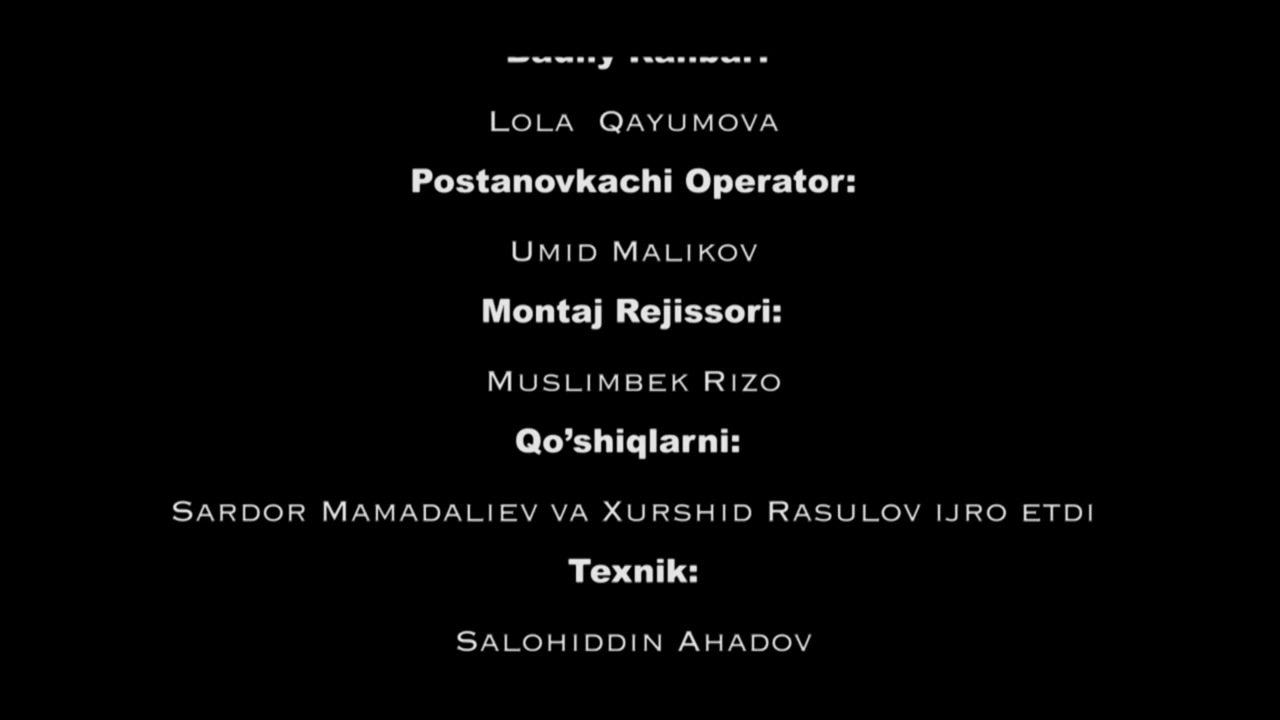 Lola Qayumova
Postanovkachi Operator:
Umid Malikov
Montaj Rejissori:
Muslimbek Rizo
Qo’shiqlarni:
Sardor Mamadaliev va Xurshid Rasulov ijro etdi
Texnik:
Salohiddin Ahadov